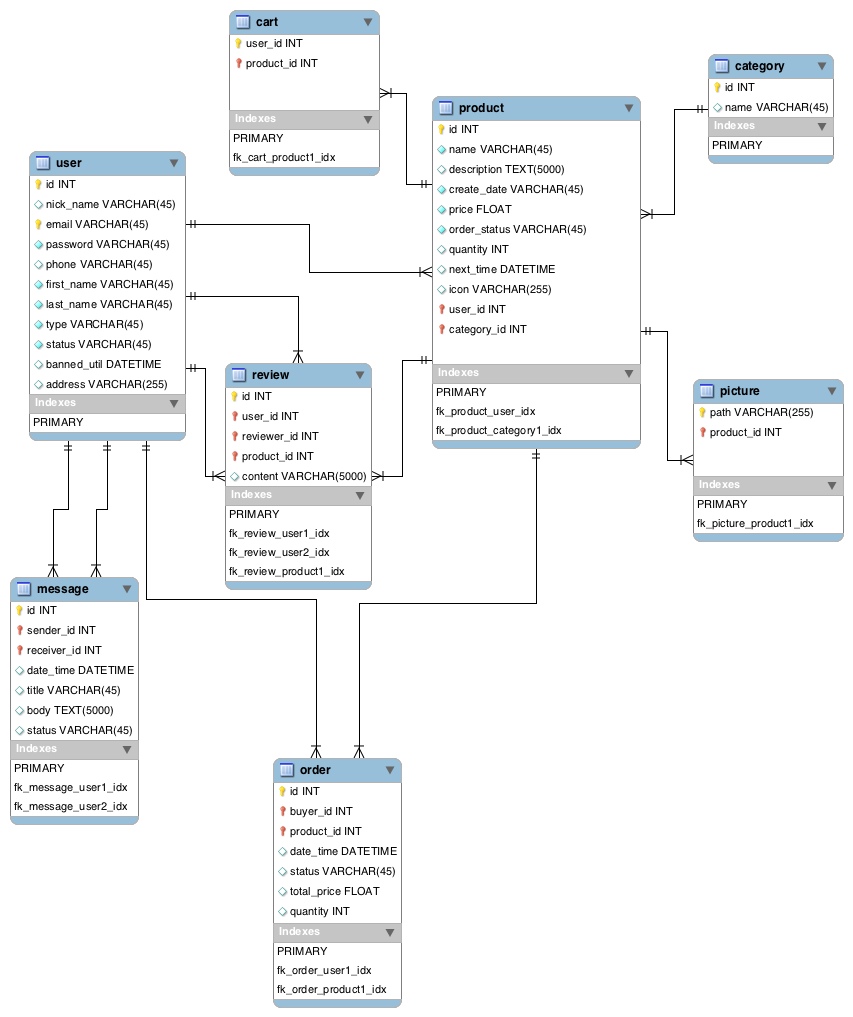 cart
user_id INT
product_id INT
Indexes
PRIMARY
fk_cart_product1_idx
category
id INT
name VARCHAR(45)
Indexes
PRIMARY
product
id INT
name VARCHAR(45)
description TEXT(5000)
create_date VARCHAR(45)
price FLOAT
order_status VARCHAR(45)
quantity INT
next_time DATETIME
icon VARCHAR(255)
user_id INT
category_id INT
Indexes
PRIMARY
fk_product_user_idx
fk_product_category1_idx
user
id INT
nick_name VARCHAR(45)
email VARCHAR(45)
password VARCHAR(45)
phone VARCHAR(45)
first_name VARCHAR(45)
last_name VARCHAR(45)
type VARCHAR(45)
status VARCHAR(45)
banned_util DATETIME
address VARCHAR(255)
Indexes
PRIMARY
review
id INT
user_id INT
reviewer_id INT
product_id INT
content VARCHAR(5000)
Indexes
PRIMARY
fk_review_user1_idx
fk_review_user2_idx
fk_review_product1_idx
picture
path VARCHAR(255)
product_id INT
Indexes
PRIMARY
fk_picture_product1_idx
message
id INT
sender_id INT
receiver_id INT
date_time DATETIME
title VARCHAR(45)
body TEXT(5000)
status VARCHAR(45)
Indexes
PRIMARY
fk_message_user1_idx
fk_message_user2_idx
order
id INT
buyer_id INT
product_id INT
date_time DATETIME
status VARCHAR(45)
total_price FLOAT
quantity INT
Indexes
PRIMARY
fk_order_user1_idx
fk_order_product1_idx